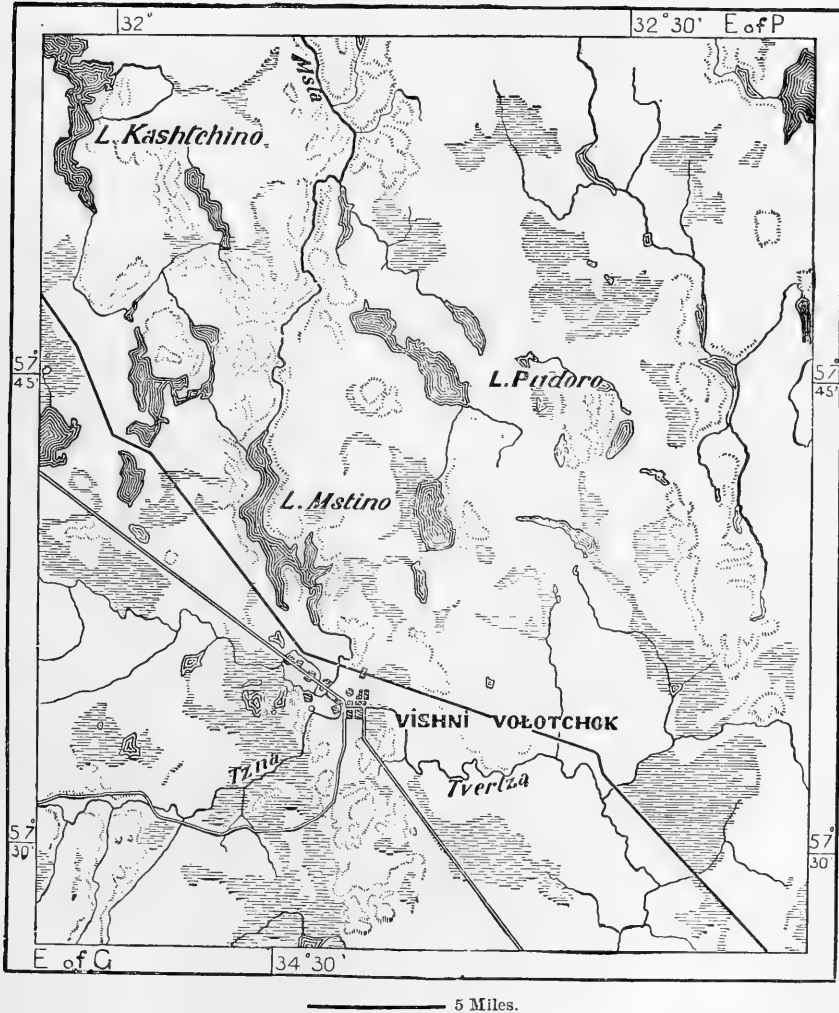 32°
32°30' E of P
Msta
L. Kashtchino
57°
45'
57°
45'
L. Pudoro
L. Mstino
VISHNI VOLOTCHOK
Tzna
Tvertza
57°
30'
57°
30'
E of G
34°30'
5 Miles.